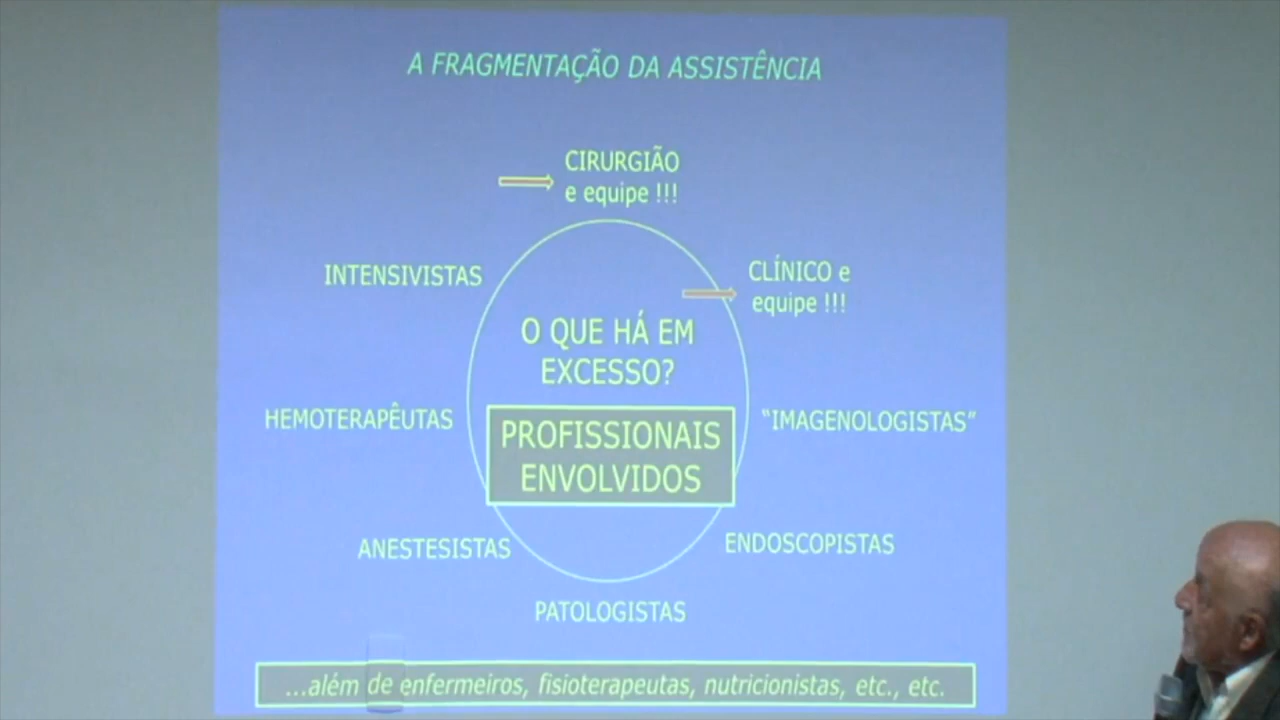 A FRAGMENTAÇÃO DA ASSISTÊNCIA
CIRURGIÃO
e equipe !!!
INTENSIVISTAS
CLÍNICO e
equipe !!!
O QUE HÁ EM
EXCESSO?
HEMOTERAPÊUTAS
"IMAGENOLOGISTAS"
PROFISSIONAIS
ENVOLVIDOS
ANESTESISTAS
ENDOSCOPISTAS
PATOLOGISTAS
...além de enfermeiros, fisioterapeutas, nutricionistas, etc., etc.